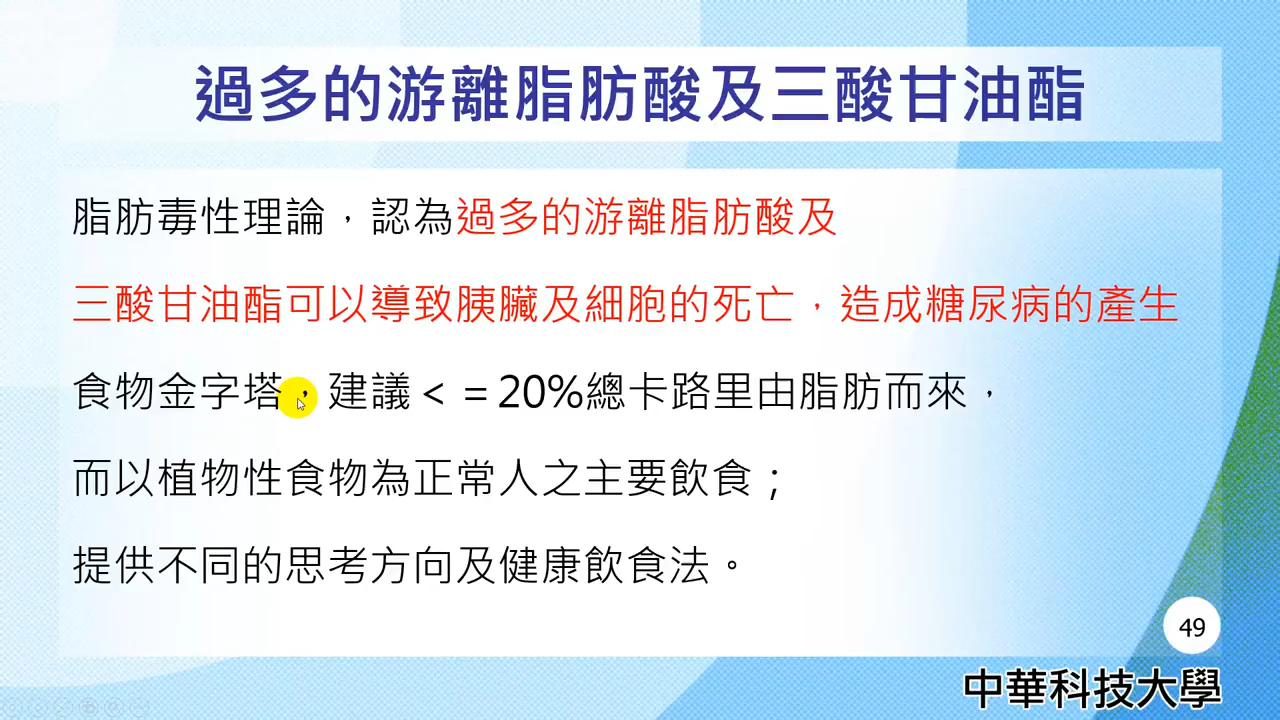 過多的游離脂肪酸及三酸甘油酯
脂肪毒性理論，認為過多的游離脂肪酸及
三酸甘油酯可以導致胰臟及細胞的死亡，造成糖尿病的產生
食物金字塔，建議＜＝20%總卡路里由脂肪而來，
而以植物性食物為正常人之主要飲食；
提供不同的思考方向及健康飲食法。
49
中華科技大學